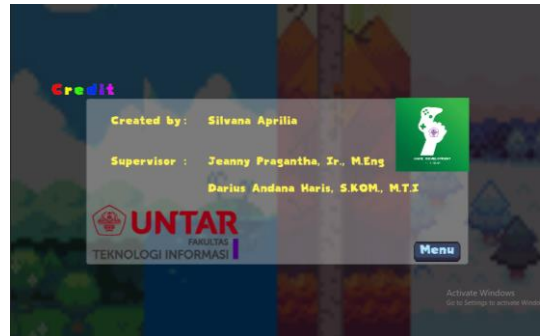 Credit
Created by: Silvana Aprilia
Supervisor : Jeanny Pragantha, Ir., M.Eng
Darius Andana Haris, S.KOM., M.T.I
UNTAR
FAKULTAS
TEKNOLOGI INFORMASI
Menu
Activate Windows
Go to Settings to activate Windo